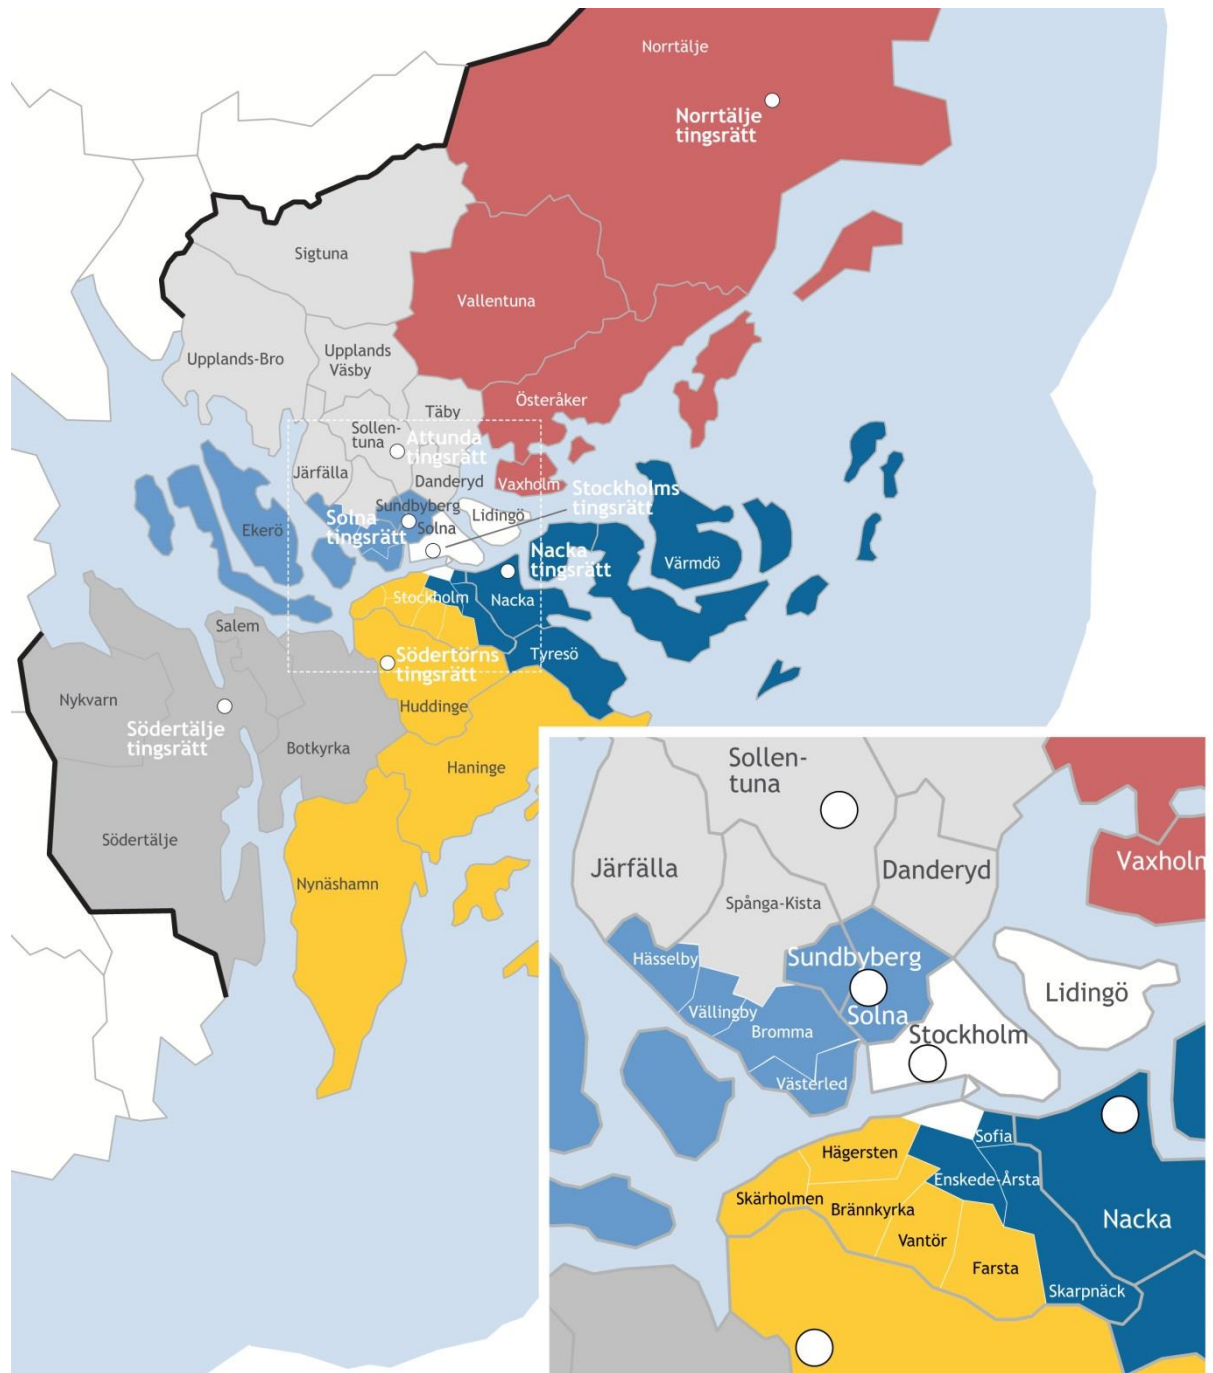 Norrtälje
Norrtälje
tingsrätt
Sigtuna
Vallentuna
Upplands-Bro
Upplands
Väsby
Österåker
Täby
Sollen-
tuna
Attunda
tingsrätt
Järfälla
Danderyd
Vaxholm
Stockholms
tingsrätt
Sundbyberg
Lidingö
Solna
tingsrätt
Solna
Ekerö
Nacka
tingsrätt
Värmdö
Stockholm
Nacka
Salem
Södertörns
tingsrätt
Tyresö
Nykvarn
Huddinge
Södertälje
tingsrätt
Botkyrka
Haninge
Södertälje
Nynäshamn
Sollen-
tuna
Järfälla
Danderyd
Vaxholm
Spånga-Kista
Hässelby
Sundbyberg
Lidingö
Vällingby
Solna
Bromma
Stockholm
Västerled
Sofia
Hägersten
Enskede-Årsta
Skärholmen
Brännkyrka
Nacka
Vantör
Farsta
Skarpnäck